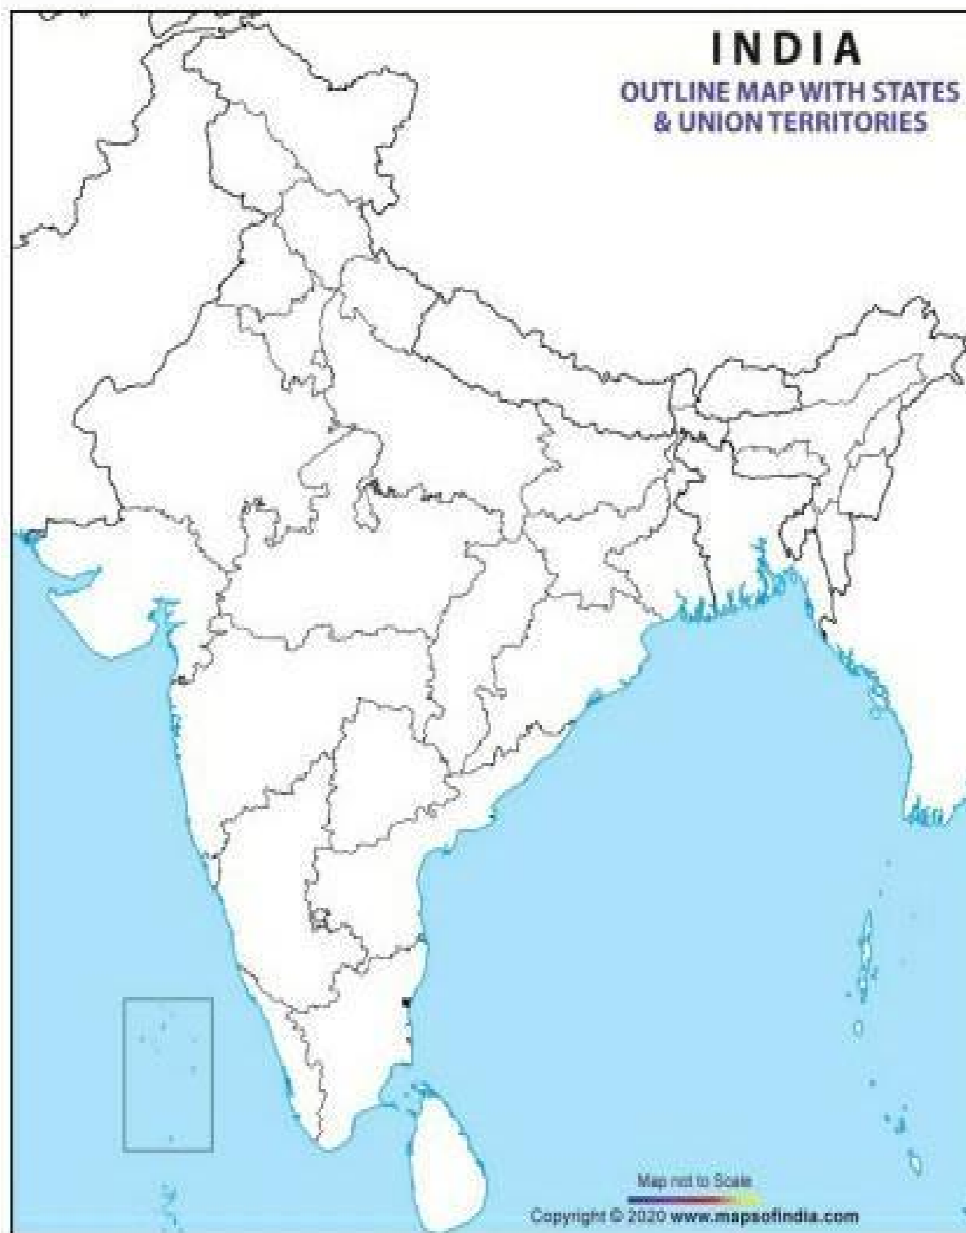 INDIA
OUTLINE MAP WITH STATES
& UNION TERRITORIES
Map not to Scale
Copyright © 2020 www.mapsofindia.com